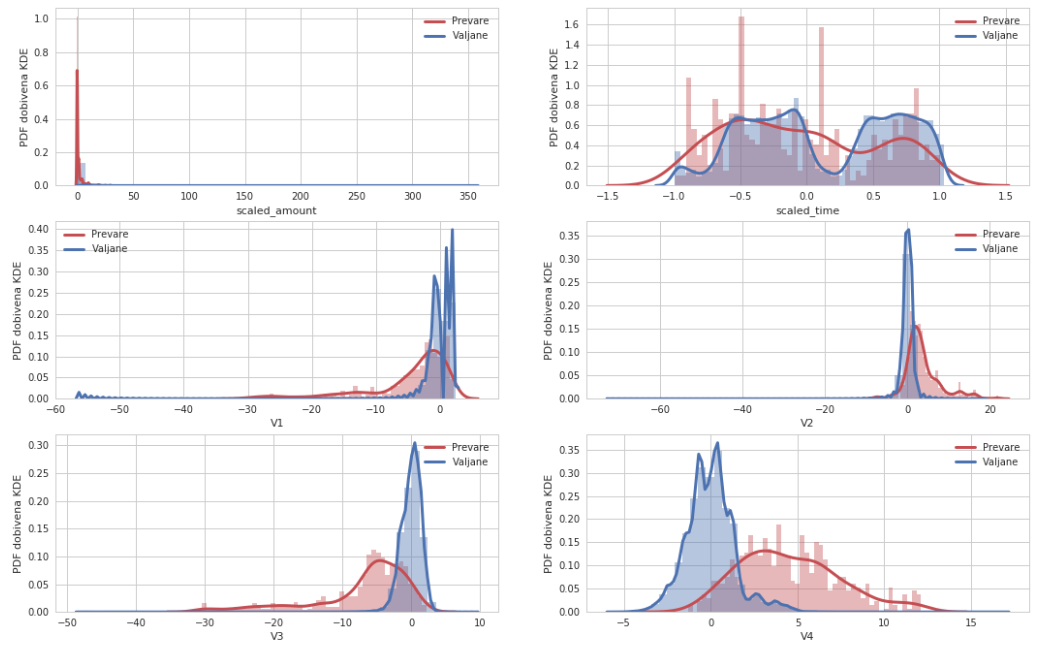 PDF dobivena KDE
1.0
0.8
0.6
0.4
0.2
0.0
Prevare
Valjane
0 50 100 150 200 250 300 350
scaled_amount
PDF dobivena KDE
1.6
1.4
1.2
1.0
0.8
0.6
0.4
0.2
0.0
Prevare
Valjane
−1.5 −1.0 −0.5 0.0 0.5 1.0 1.5
scaled_time
PDF dobivena KDE
0.40
0.35
0.30
0.25
0.20
0.15
0.10
0.05
0.00
Prevare
Valjane
−60 −50 −40 −30 −20 −10 0
V1
PDF dobivena KDE
0.35
0.30
0.25
0.20
0.15
0.10
0.05
0.00
Prevare
Valjane
−60 −40 −20 0 20
V2
PDF dobivena KDE
0.30
0.25
0.20
0.15
0.10
0.05
0.00
Prevare
Valjane
−50 −40 −30 −20 −10 0 10
V3
PDF dobivena KDE
0.35
0.30
0.25
0.20
0.15
0.10
0.05
0.00
Prevare
Valjane
−5 0 5 10 15
V4